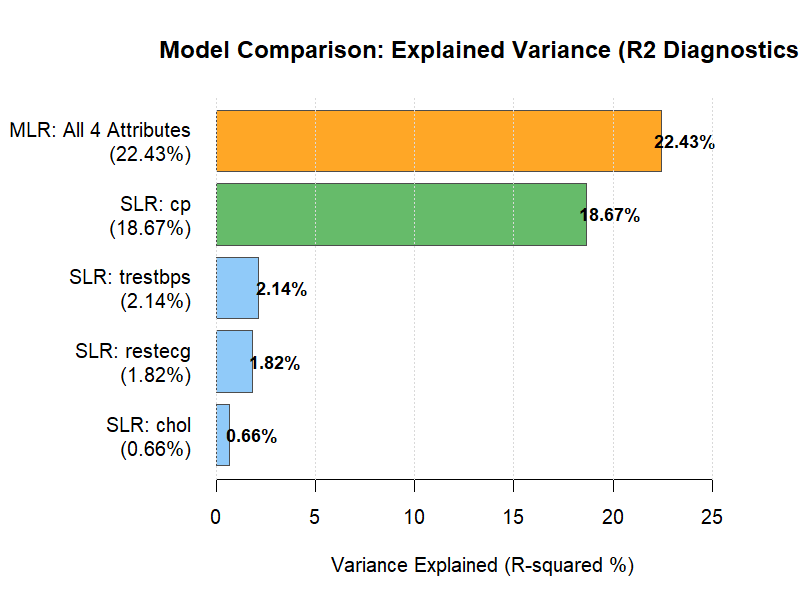 Model Comparison: Explained Variance (R2 Diagnostics
MLR: All 4 Attributes
(22.43%)
22.43%
SLR: cp
(18.67%)
18.67%
SLR: trestbps
(2.14%)
2.14%
SLR: restecg
(1.82%)
1.82%
SLR: chol
(0.66%)
0.66%
0 5 10 15 20 25
Variance Explained (R-squared %)